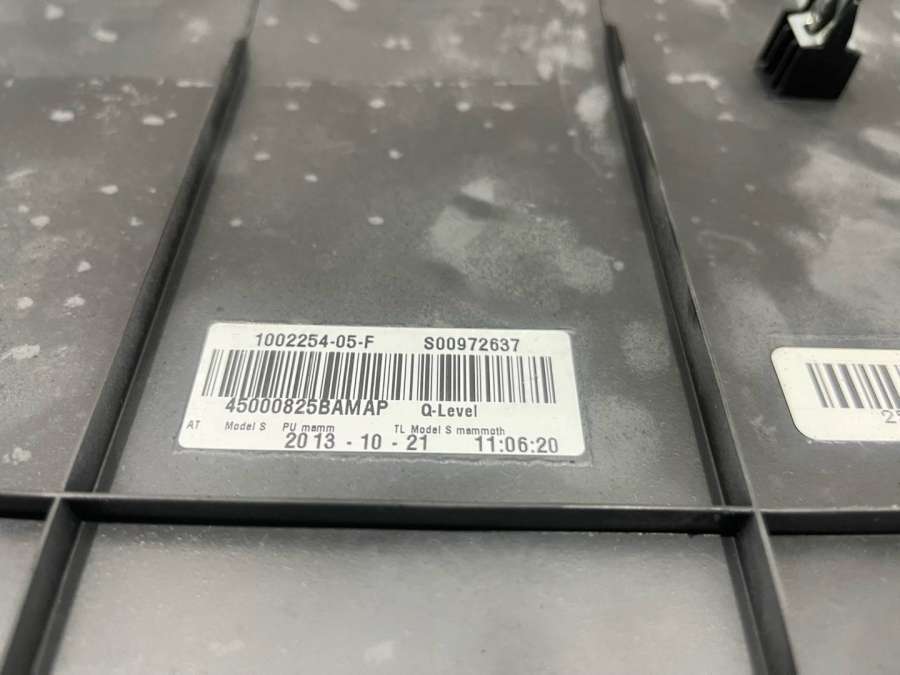 1002254-05-F S00972637
45000825BAMAP Q-Level
AT Model S PU mamm TL Model S mammoth
2013 - 10 - 21 11:06:20